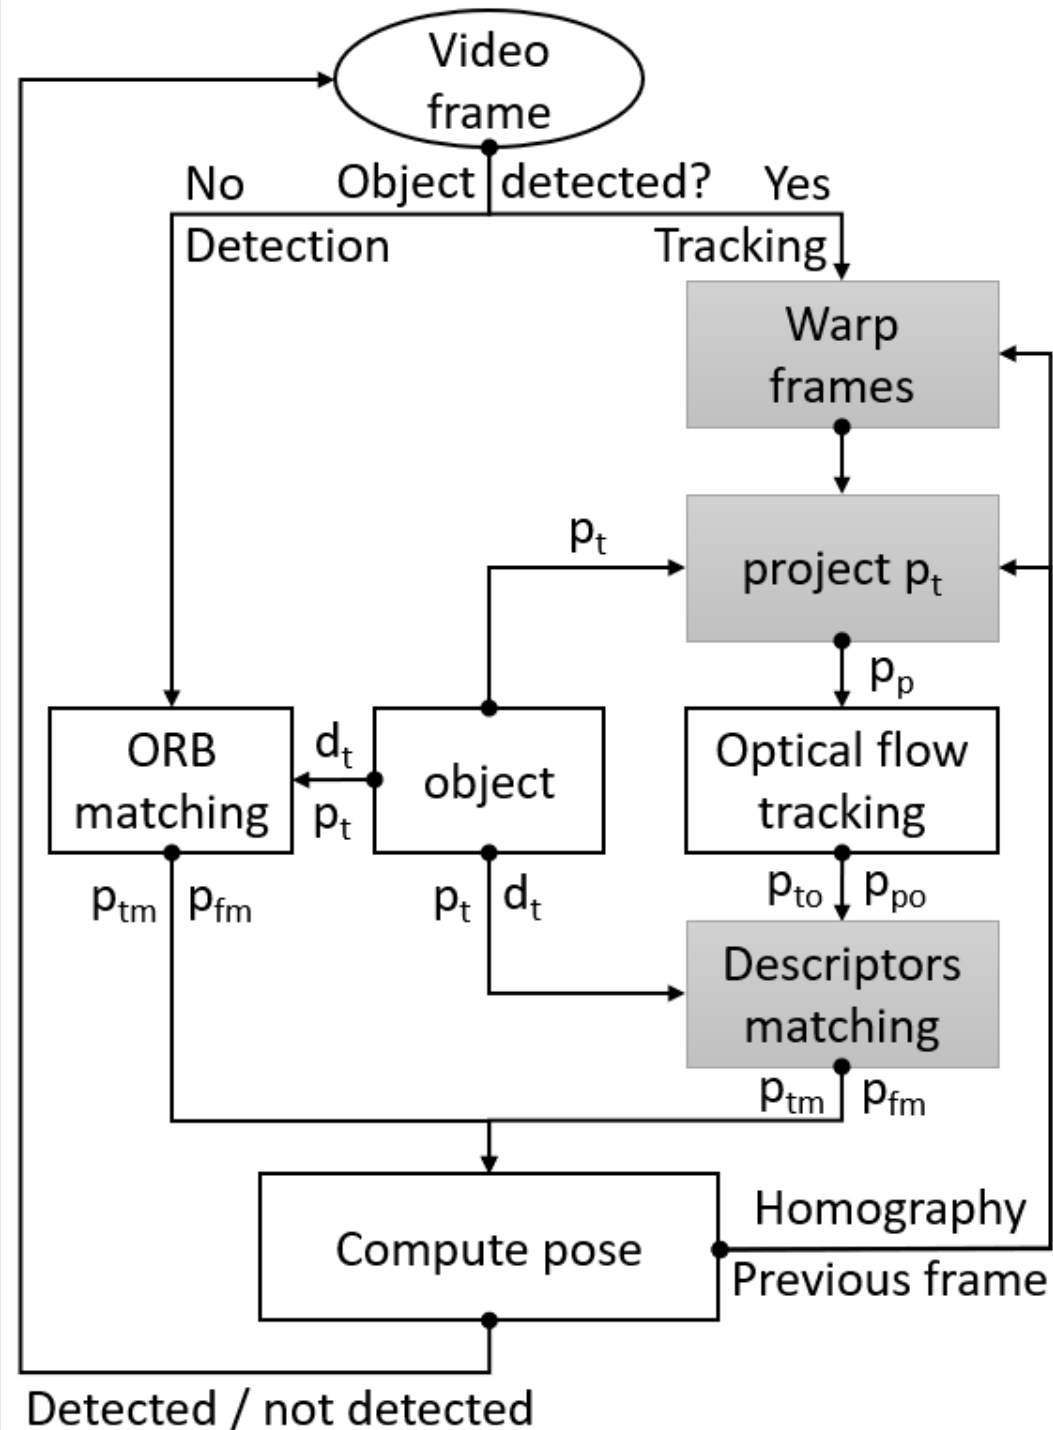 Video
frame
No Object detected? Yes
Detection Tracking
Warp
frames
pt
project pt
pp
ORB
matching
dt
pt
object
Optical flow
tracking
ptm pfm
pt dt
pto ppo
Descriptors
matching
ptm pfm
Compute pose
Homography
Previous frame
Detected / not detected